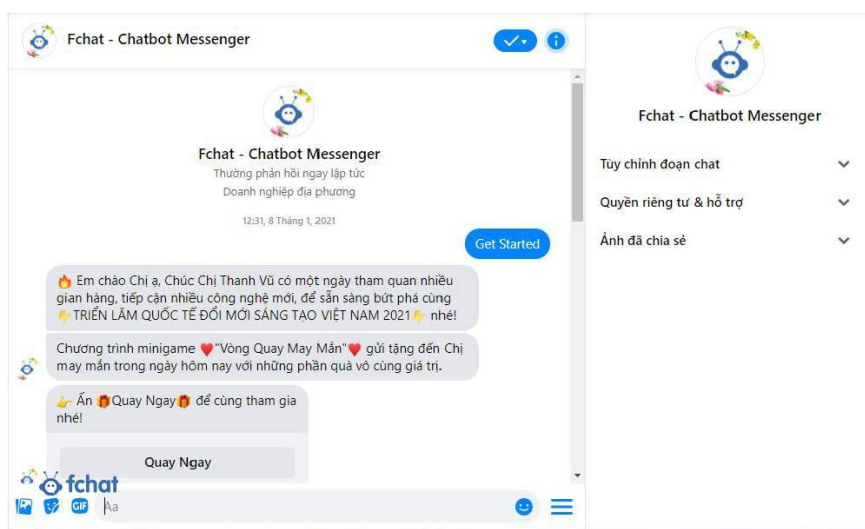 Fchat - Chatbot Messenger
Fchat - Chatbot Messenger
Thường phản hồi ngay lập tức
Doanh nghiệp địa phương
12:31, 8 Tháng 1, 2021
Get Started
Em chào Chị ạ, Chúc Chị Thanh Vũ có một ngày tham quan nhiều
gian hàng, tiếp cận nhiều công nghệ mới, để sẵn sàng bứt phá cùng
TRIỂN LÃM QUỐC TẾ ĐỔI MỚI SÁNG TẠO VIỆT NAM 2021 nhé!
Chương trình minigame ❤️"Vòng Quay May Mắn"❤️ gửi tặng đến Chị
may mắn trong ngày hôm nay với những phần quà vô cùng giá trị.
👉 Ấn 🎁Quay Ngay🎁 để cùng tham gia
nhé!
Quay Ngay
fchat
GIF
Aa
Fchat - Chatbot Messenger
Tùy chỉnh đoạn chat
Quyền riêng tư & hỗ trợ
Ảnh đã chia sẻ